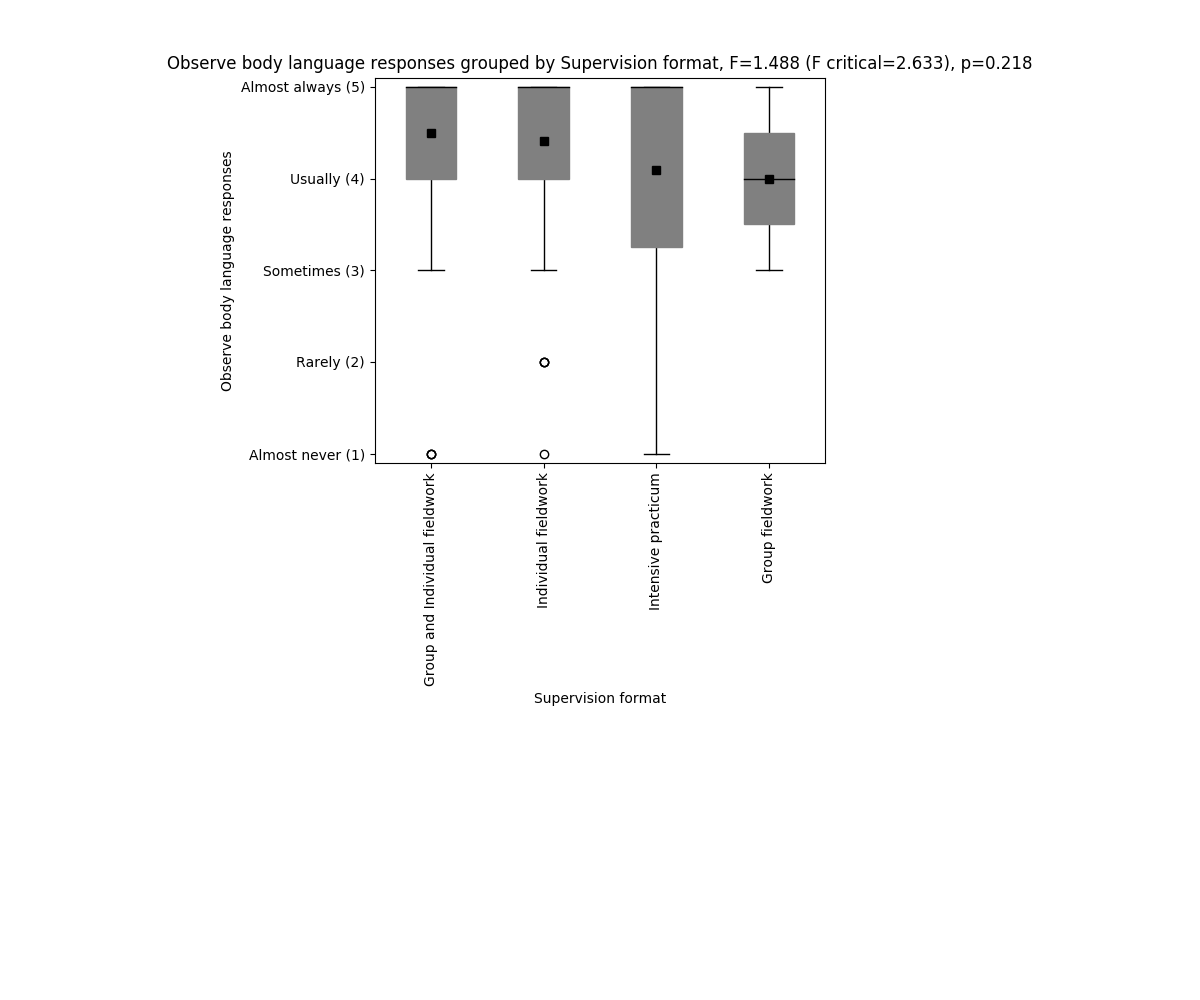 Observe body language responses grouped by Supervision format, F=1.488 (F critical=2.633), p=0.218
Observe body language responses
Almost always (5)
Usually (4)
Sometimes (3)
Rarely (2)
Almost never (1)
Group and Individual fieldwork
Individual fieldwork
Intensive practicum
Group fieldwork
Supervision format